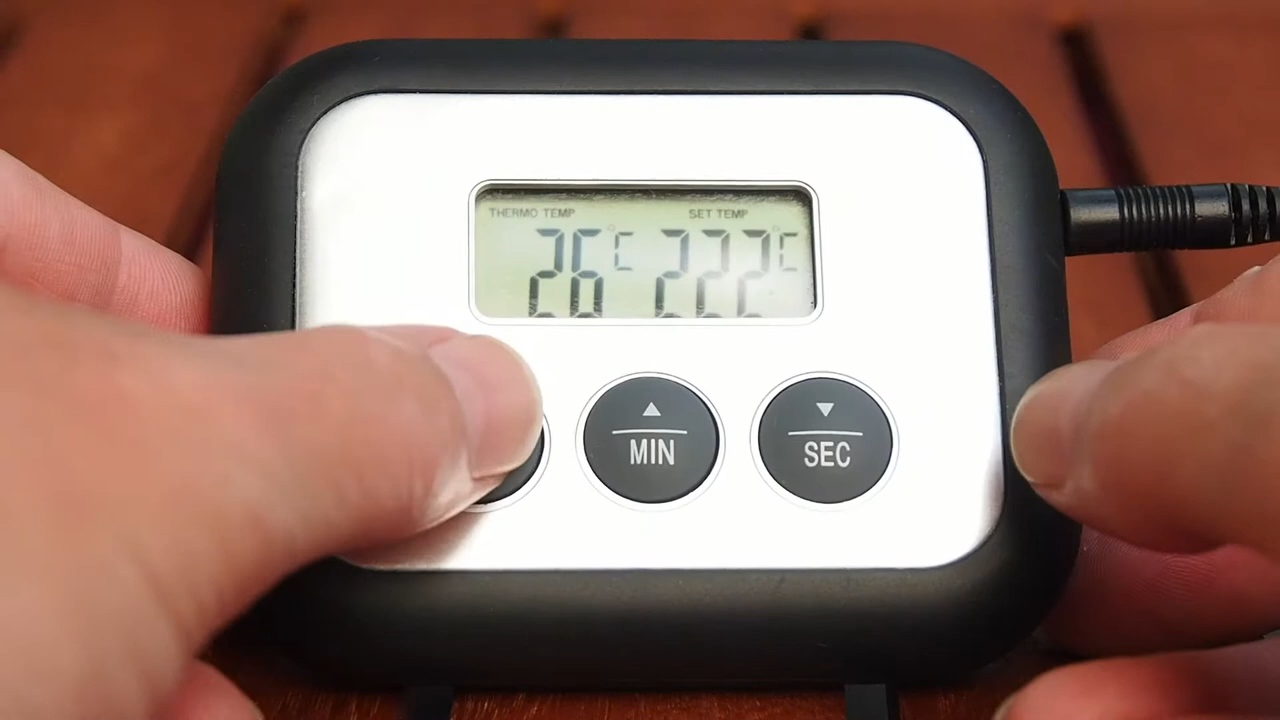 THERMO TEMP SET TEMP
26°C 222°C
▲ ▼
MIN SEC